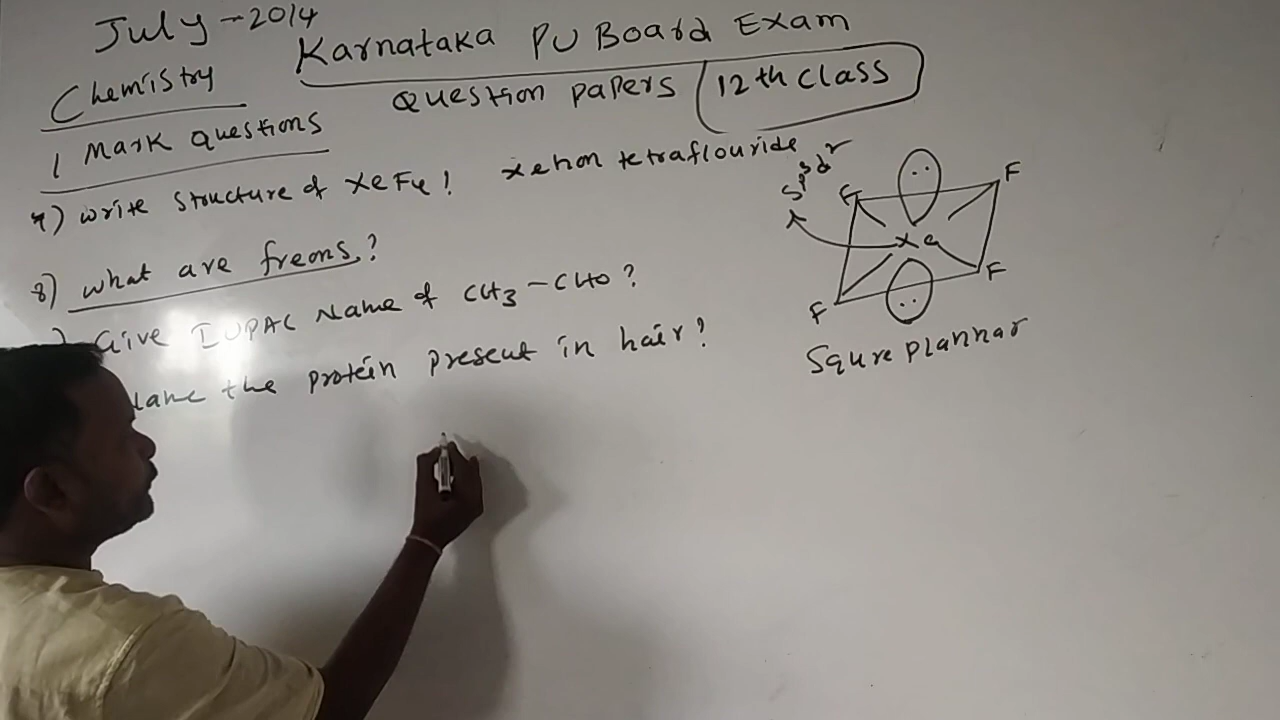 July - 2014
Karnataka PU Board Exam
Chemistry
Question papers (12th class
1 Mark questions
7) write structure of XeF4! xenon tetraflouride
8) what are freons?
) Give IUPAC Name of CH3-CHO?
the protein present in hair?
sp3d2
F F
Xe
F F
Squre plannar